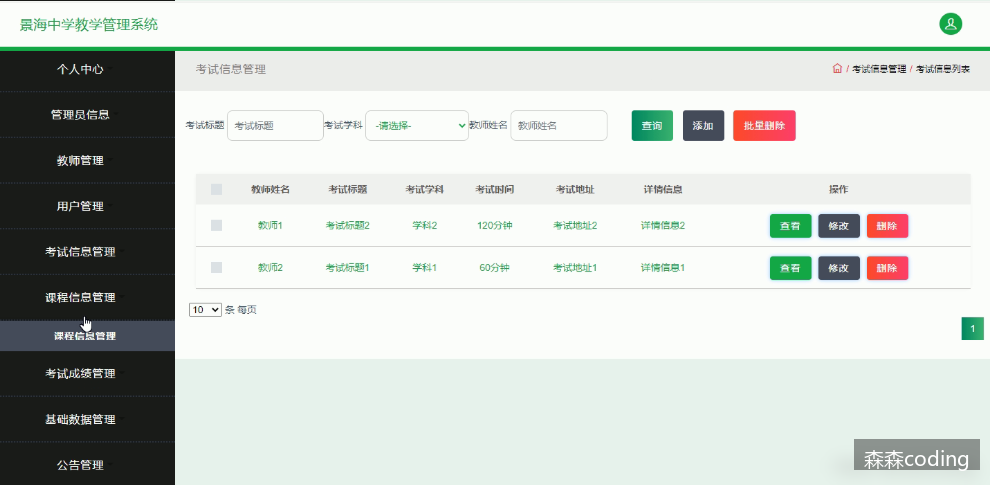 景海中学教学管理系统
个人中心
管理员信息
教师管理
用户管理
考试信息管理
课程信息管理
课程信息管理
考试成绩管理
基础数据管理
公告管理
考试信息管理
/ 考试信息管理 / 考试信息列表
考试标题 考试标题 考试学科 -请选择- 教师姓名 教师姓名 查询 添加 批量删除
教师姓名 考试标题 考试学科 考试时间 考试地址 详情信息 操作
教师1 考试标题2 学科2 120分钟 考试地址2 详情信息2 查看 修改 删除
教师2 考试标题1 学科1 60分钟 考试地址1 详情信息1 查看 修改 删除
10 条 每页
1
森森coding